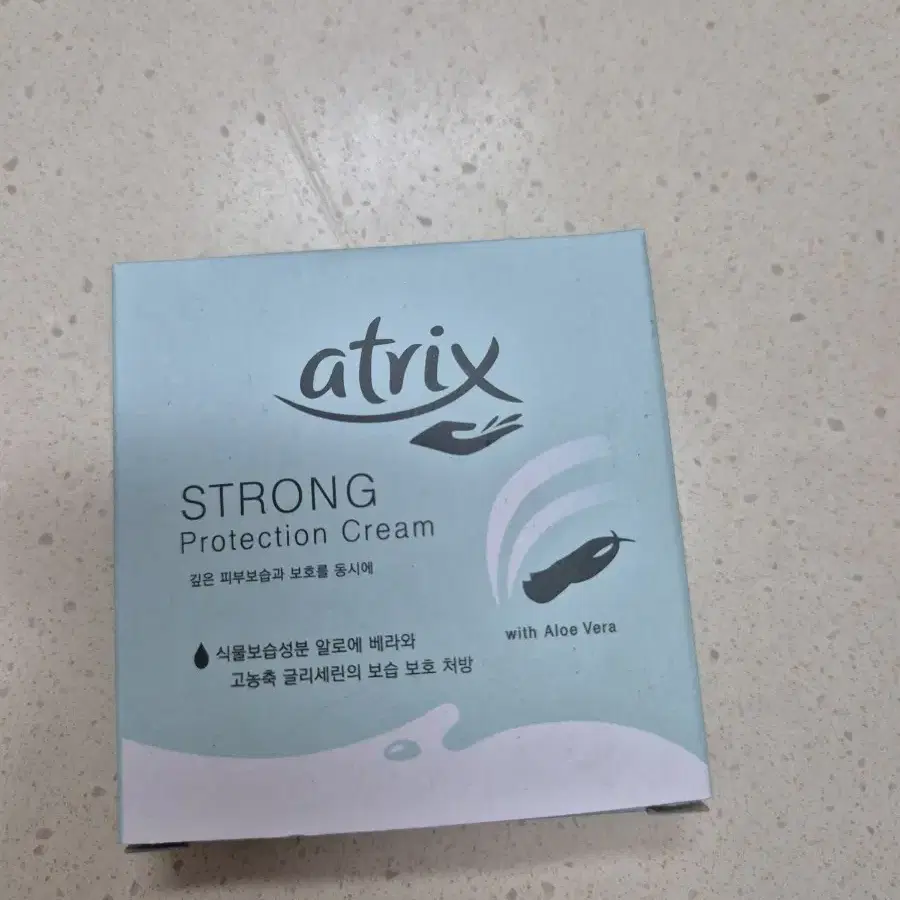 atrix
STRONG
Protection Cream
깊은 피부보습과 보호를 동시에
with Aloe Vera
식물보습성분 알로에 베라와
고농축 글리세린의 보습 보호 처방